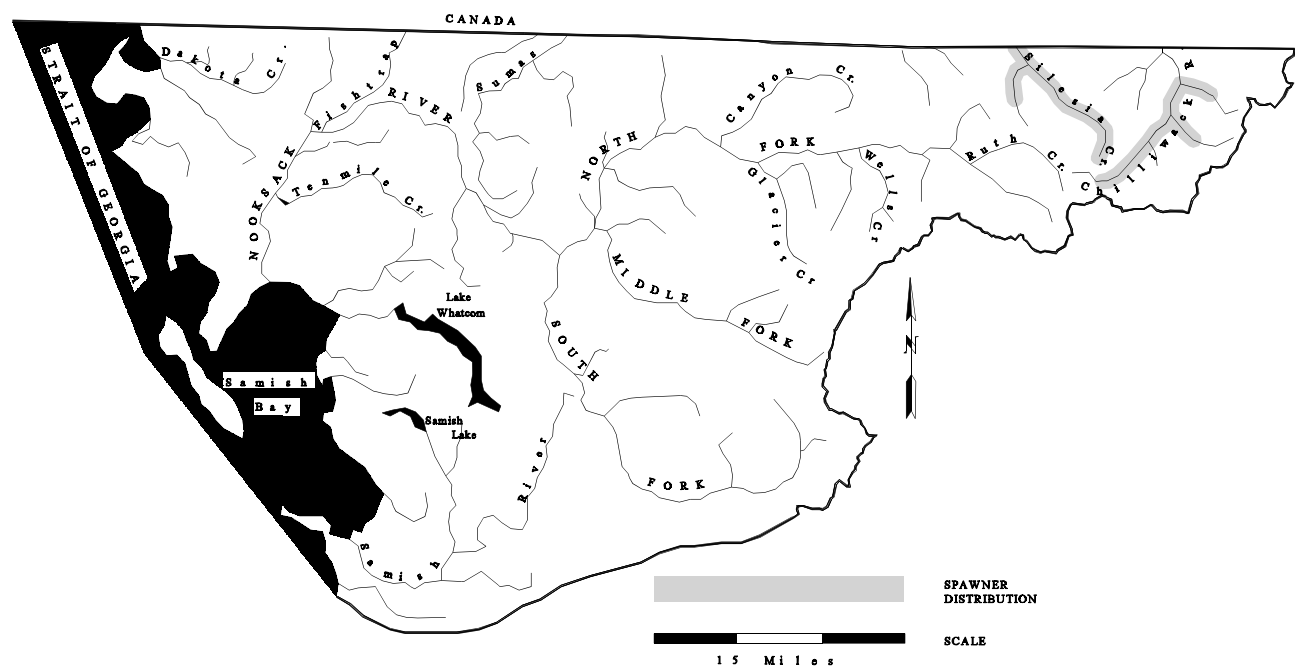 CANADA
STRAIT OF GEORGIA
Dakota Cr.
Fishtrap
Sumas
Canyon Cr.
Silesia Cr.
Chilliwack R
NOOKSACK RIVER
Tenmile Cr.
NORTH FORK
Glacier Cr
Wells Cr
Ruth Cr.
MIDDLE FORK
Lake
Whatcom
SOUTH FORK
N
Samish
Bay
Samish
Lake
Samish River
SPAWNER
DISTRIBUTION
SCALE
15 Miles